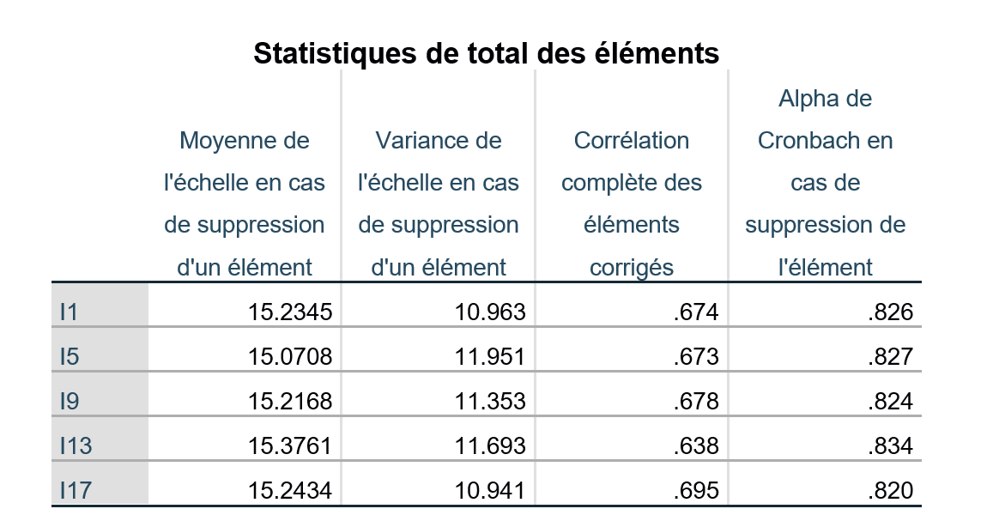 Statistiques de total des éléments
Moyenne de
l'échelle en cas
de suppression
d'un élément
Variance de
l'échelle en cas
de suppression
d'un élément
Corrélation
complète des
éléments
corrigés
Alpha de
Cronbach en
cas de
suppression de
l'élément
I1 15.2345 10.963 .674 .826
I5 15.0708 11.951 .673 .827
I9 15.2168 11.353 .678 .824
I13 15.3761 11.693 .638 .834
I17 15.2434 10.941 .695 .820